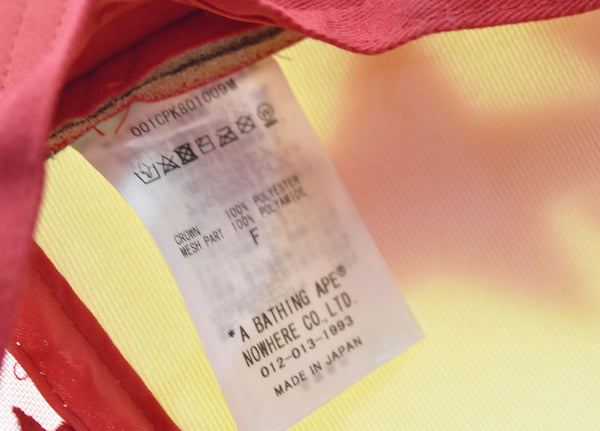 001CPK801009M
CROWN 100% POLYESTER
MESH PART 100% POLYAMIDE
F
*A BATHING APE®
NOWHERE CO., LTD.
012-013-1993
MADE IN JAPAN